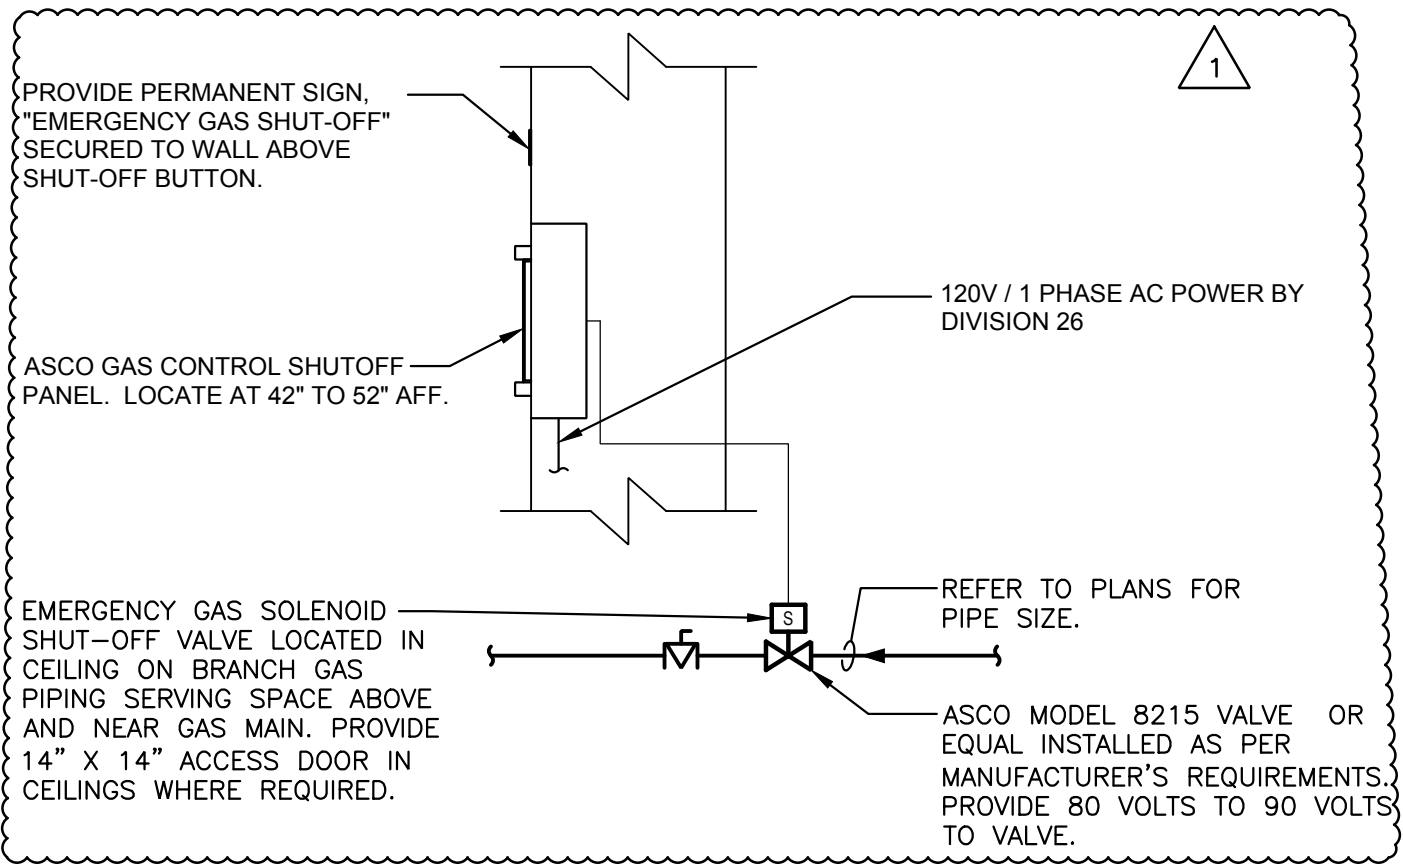 1
PROVIDE PERMANENT SIGN,
"EMERGENCY GAS SHUT-OFF"
SECURED TO WALL ABOVE
SHUT-OFF BUTTON.
120V / 1 PHASE AC POWER BY
DIVISION 26
ASCO GAS CONTROL SHUTOFF
PANEL. LOCATE AT 42" TO 52" AFF.
EMERGENCY GAS SOLENOID
SHUT-OFF VALVE LOCATED IN
CEILING ON BRANCH GAS
PIPING SERVING SPACE ABOVE
AND NEAR GAS MAIN. PROVIDE
14" X 14" ACCESS DOOR IN
CEILINGS WHERE REQUIRED.
S
REFER TO PLANS FOR
PIPE SIZE.
ASCO MODEL 8215 VALVE OR
EQUAL INSTALLED AS PER
MANUFACTURER'S REQUIREMENTS.
PROVIDE 80 VOLTS TO 90 VOLTS
TO VALVE.